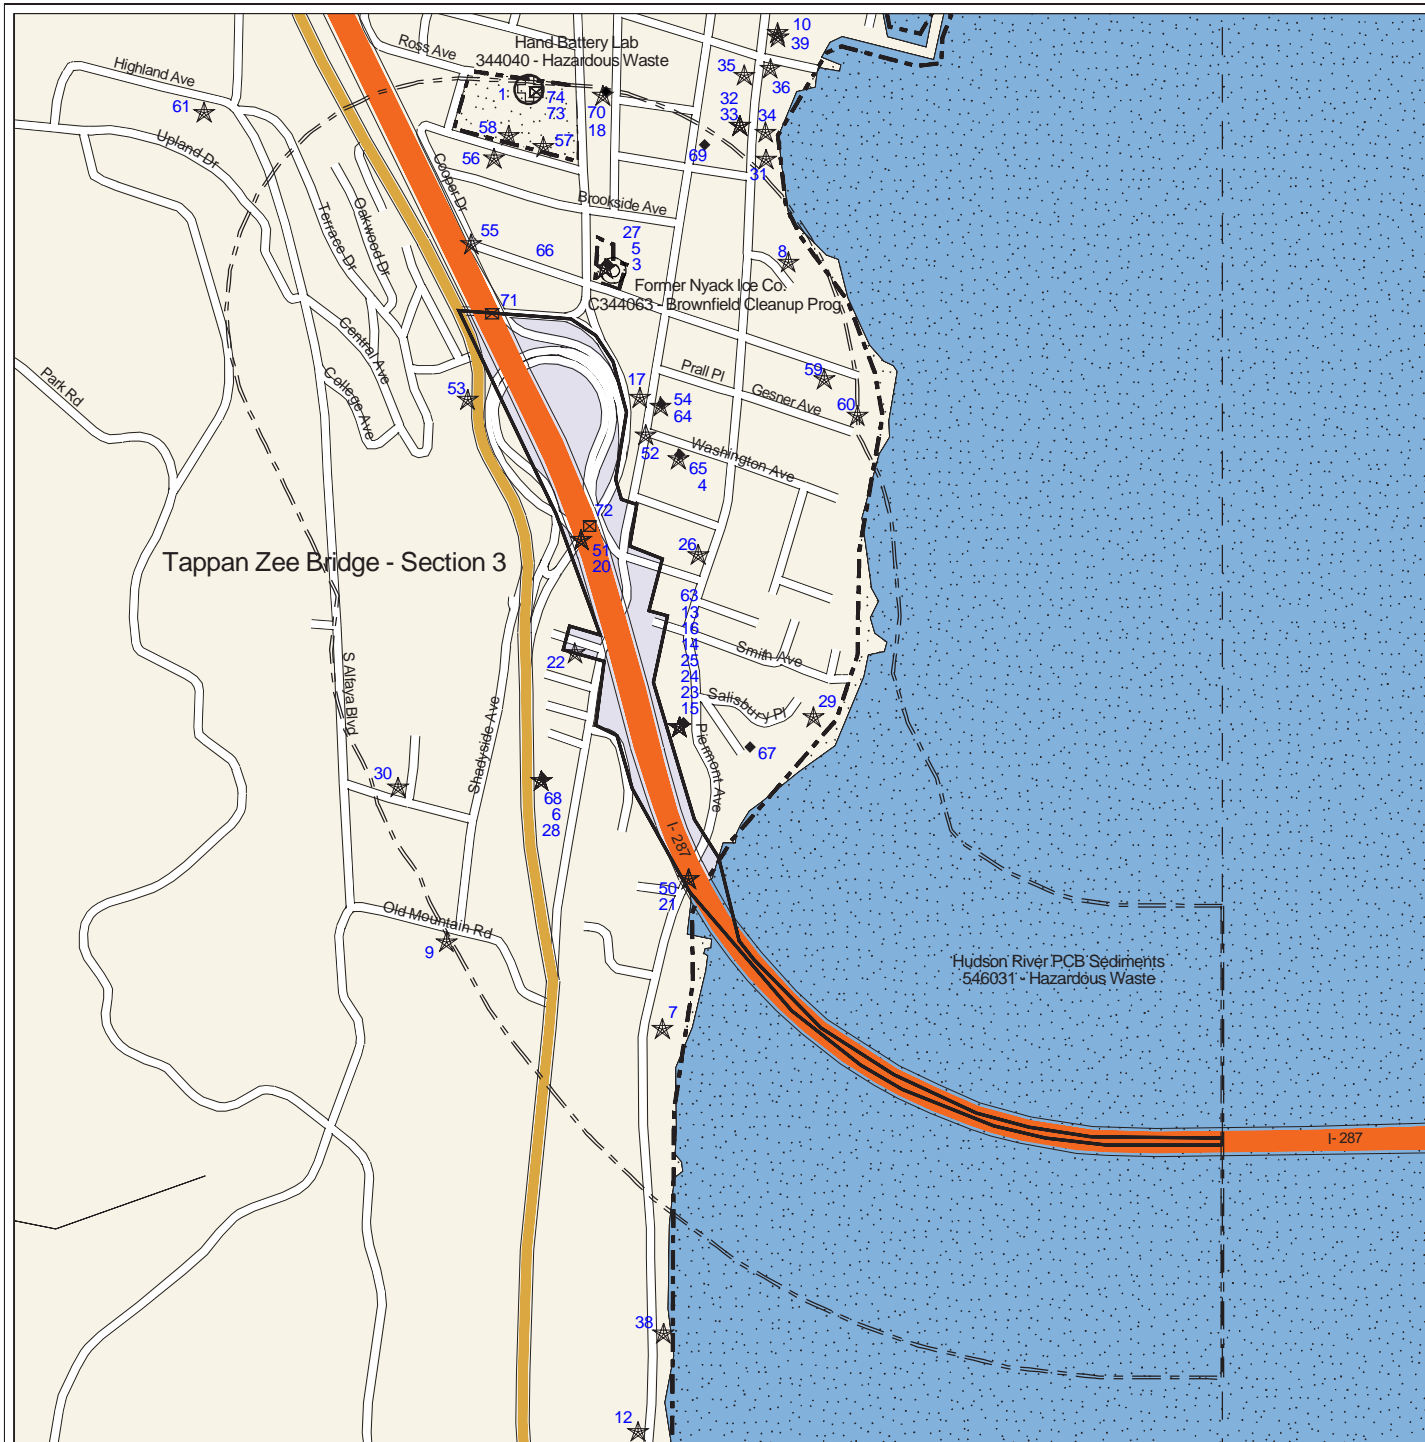 10
39
Ross Ave
Hand Battery Lab
344040 - Hazardous Waste
Highland Ave
35
36
61
1
74
73
70
18
32
33
34
58
57
56
69
31
Upland Dr
Cooper Dr
Brookside Ave
Terrace Dr
Oakwood Dr
55
66
27
5
3
8
Former Nyack Ice Co.
C344063 - Brownfield Cleanup Prog
71
Central Ave
Park Rd
College Ave
53
17
54
64
Prall Pl
Gesner Ave
59
60
52
Washington Ave
65
4
72
51
20
26
Tappan Zee Bridge - Section 3
63
13
16
14
25
24
23
15
22
Smith Ave
Salisbury Pl
29
67
S Alfaya Blvd
Shadyside Ave
Piermont Ave
30
68
6
28
I- 287
50
21
Old Mountain Rd
9
Hudson River PCB Sediments
546031 - Hazardous Waste
7
I- 287
38
12